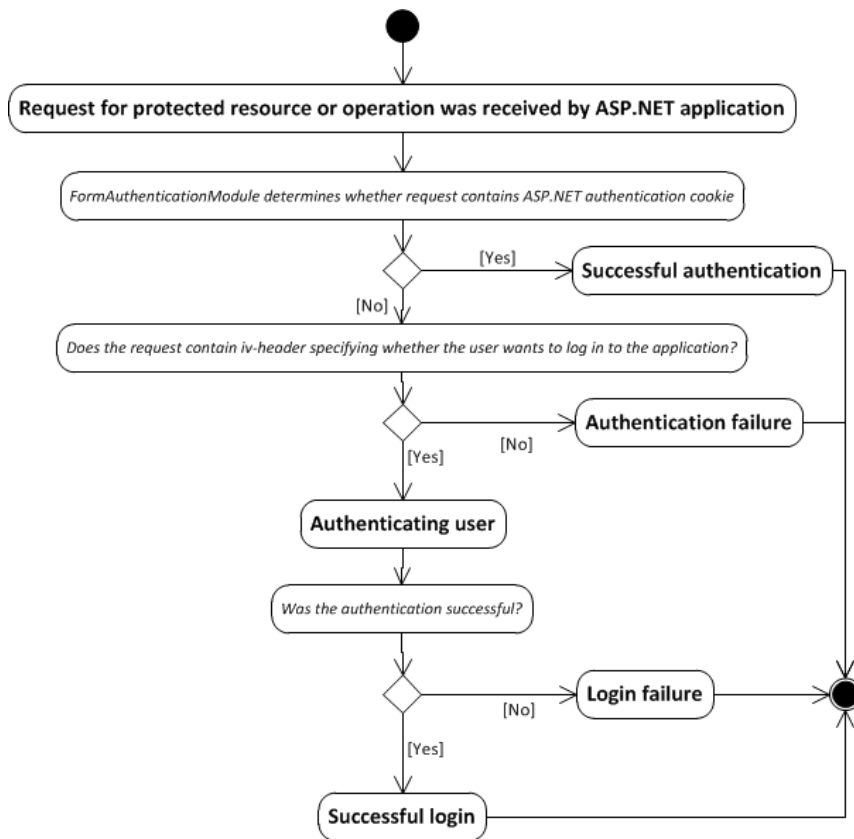 Request for protected resource or operation was received by ASP.NET application
FormAuthenticationModule determines whether request contains ASP.NET authentication cookie
[Yes]
Successful authentication
[No]
Does the request contain iv-header specifying whether the user wants to log in to the application?
Authentication failure
[No]
[Yes]
Authenticating user
Was the authentication successful?
Login failure
[No]
[Yes]
Successful login